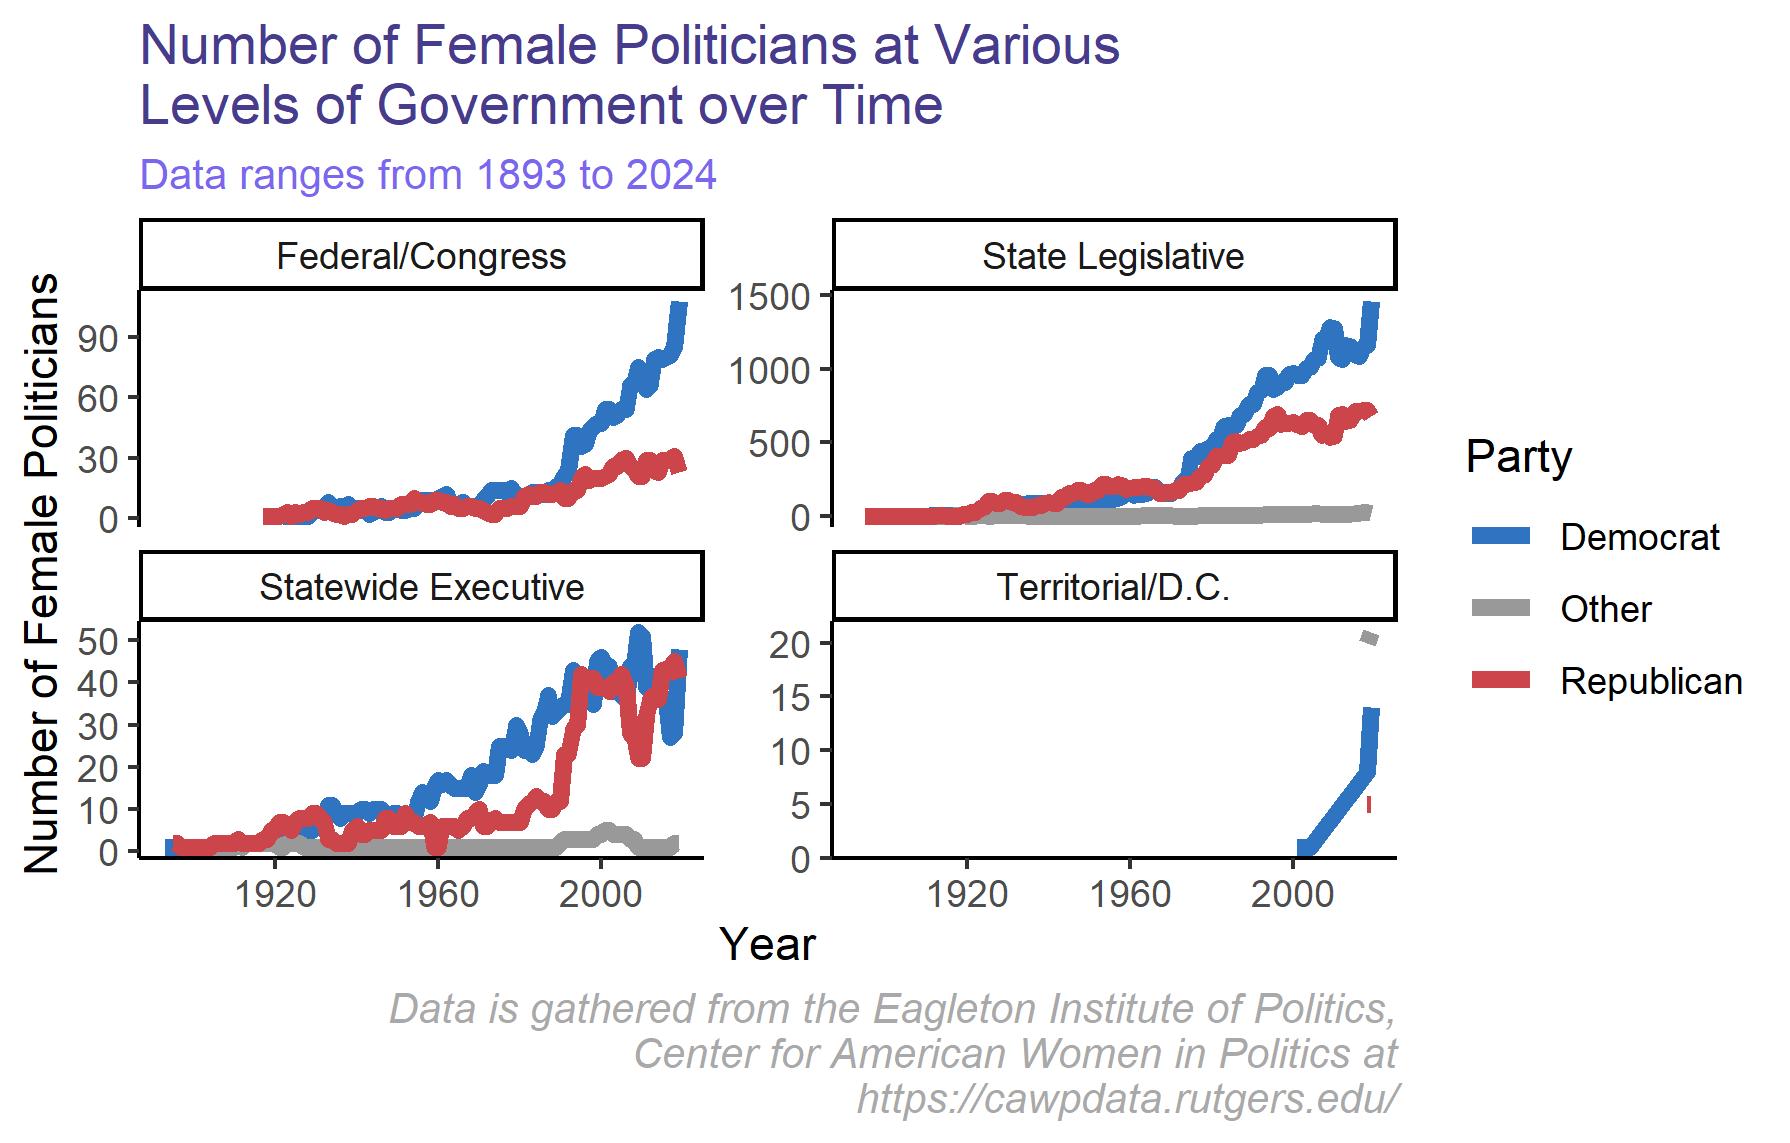 Number of Female Politicians at Various
Levels of Government over Time
Data ranges from 1893 to 2024
Number of Female Politicians
Federal/Congress
90
60
30
0
State Legislative
1500
1000
500
0
Statewide Executive
50
40
30
20
10
0
1920 1960 2000
Territorial/D.C.
20
15
10
5
0
1920 1960 2000
Year
Party
Democrat
Other
Republican
Data is gathered from the Eagleton Institute of Politics,
Center for American Women in Politics at
https://cawpdata.rutgers.edu/